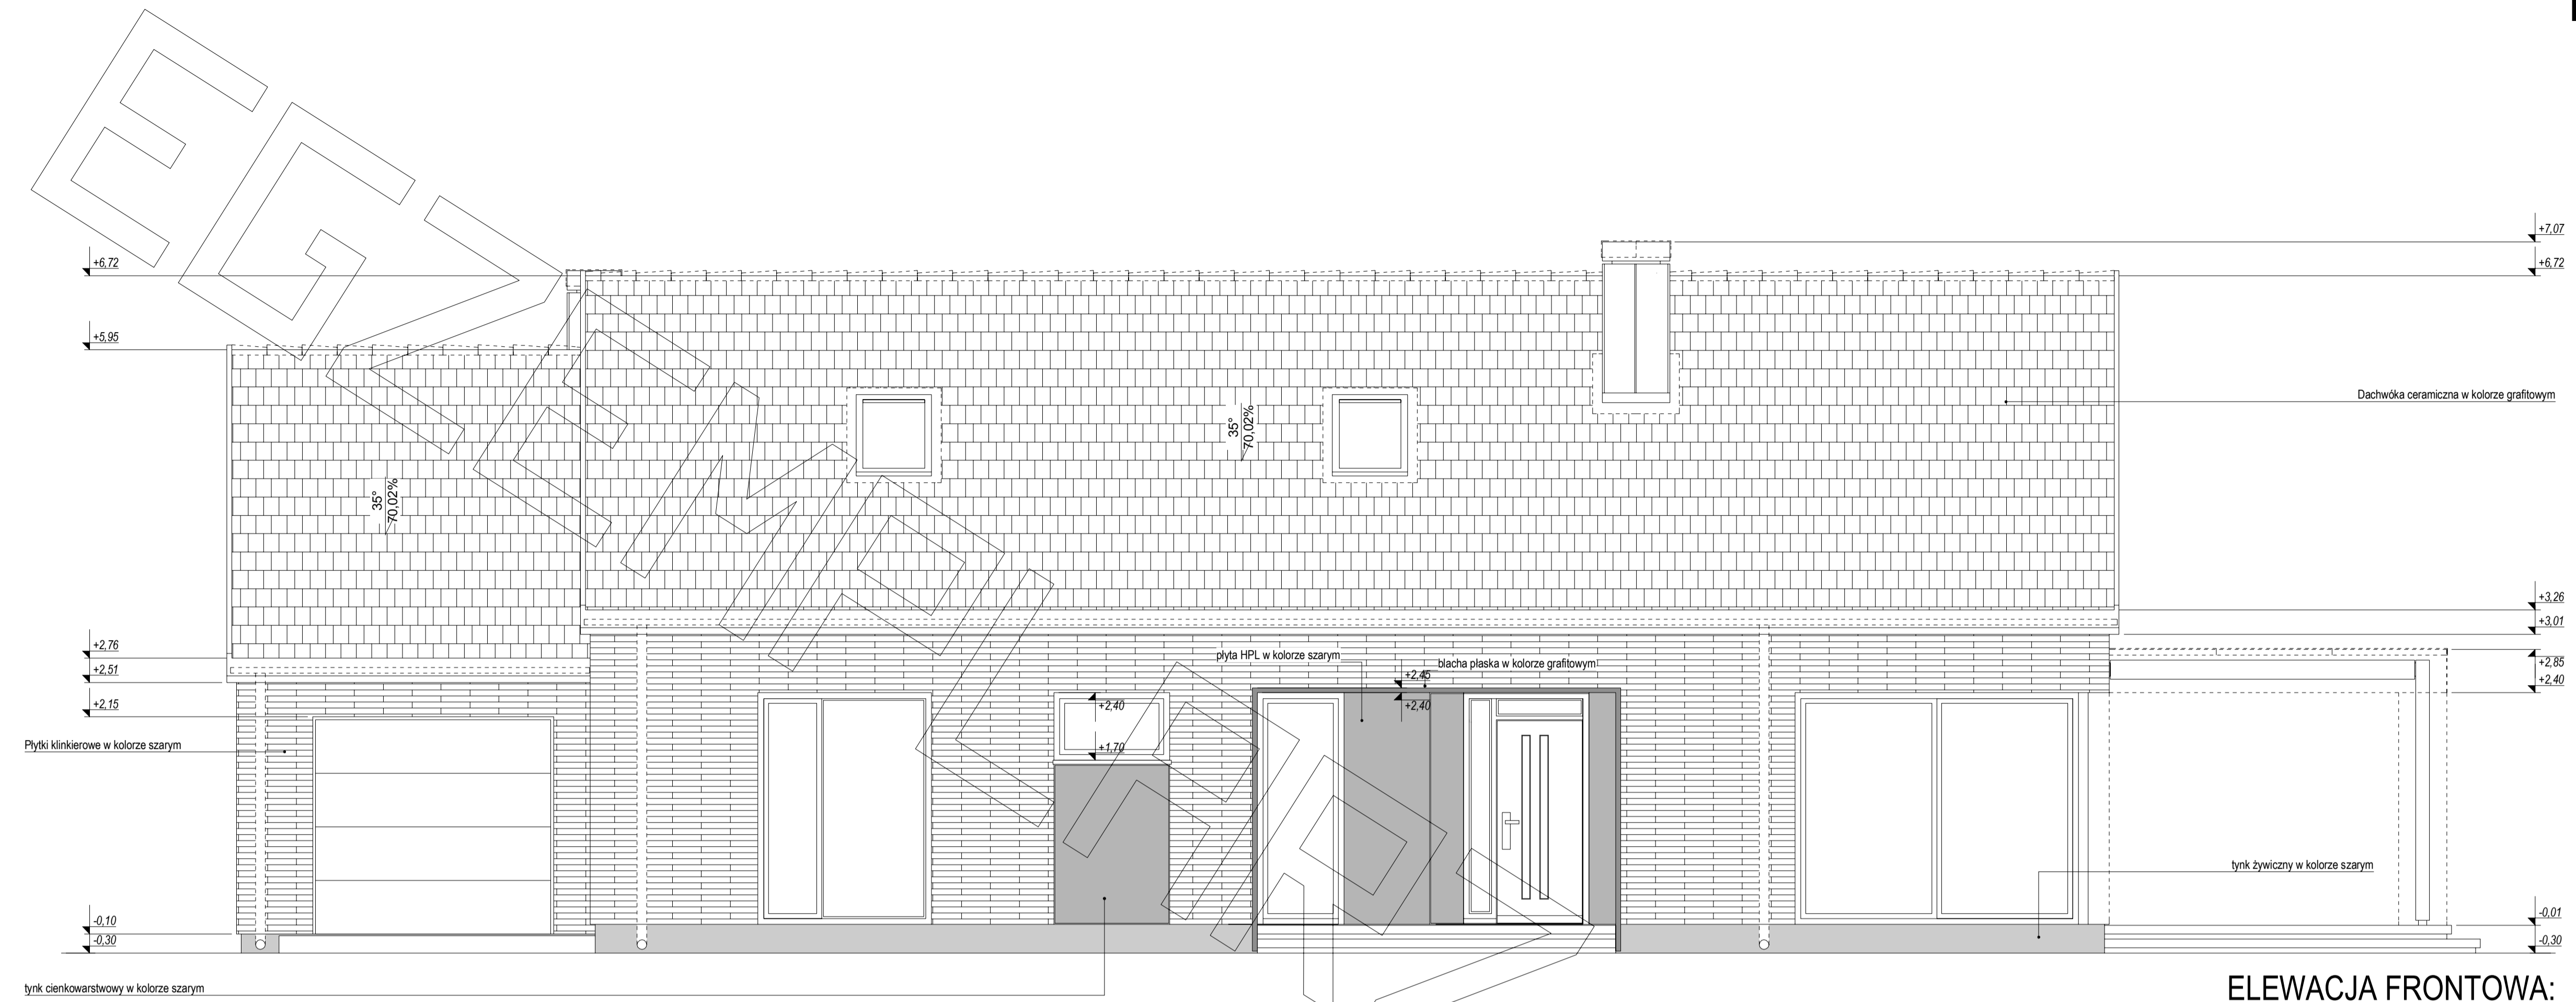 EGZEMPLARZ
+7,07
+6,72
+6,72
+5,95
Dachwóka ceramiczna w kolorze grafitowym
35°
70,02%
35°
70,02%
+3,26
+3,01
+2,76
+2,51
+2,15
płyta HPL w kolorze szarym
blacha płaska w kolorze grafitowym
+2,45
+2,40
+2,40
+1,70
+2,85
+2,40
Płytki klinkierowe w kolorze szarym
tynk żywiczny w kolorze szarym
-0,10
-0,30
-0,01
-0,30
tynk cienkowarstwowy w kolorze szarym
ELEWACJA FRONTOWA: